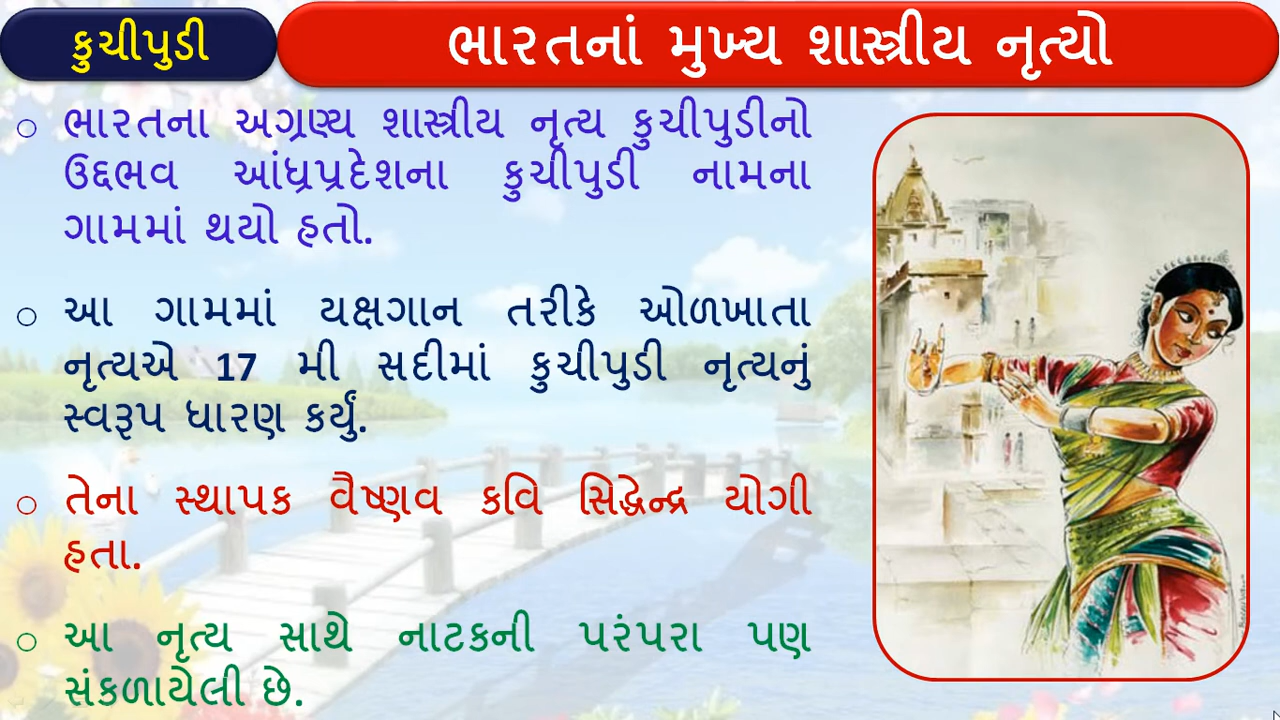 કુચીપુડી
ભારતનાં મુખ્ય શાસ્ત્રીય નૃત્યો
○ ભારતના અગ્રણ્ય શાસ્ત્રીય નૃત્ય કુચીપુડીનો
ઉદ્દભવ આંધ્રપ્રદેશના કુચીપુડી નામના
ગામમાં થયો હતો.
○ આ ગામમાં યક્ષગાન તરીકે ઓળખાતા
નૃત્યએ 17 મી સદીમાં કુચીપુડી નૃત્યનું
સ્વરૂપ ધારણ કર્યું.
○ તેના સ્થાપક વૈષ્ણવ કવિ સિદ્ધેન્દ્ર યોગી
હતા.
○ આ નૃત્ય સાથે નાટકની પરંપરા પણ
સંકળાયેલી છે.